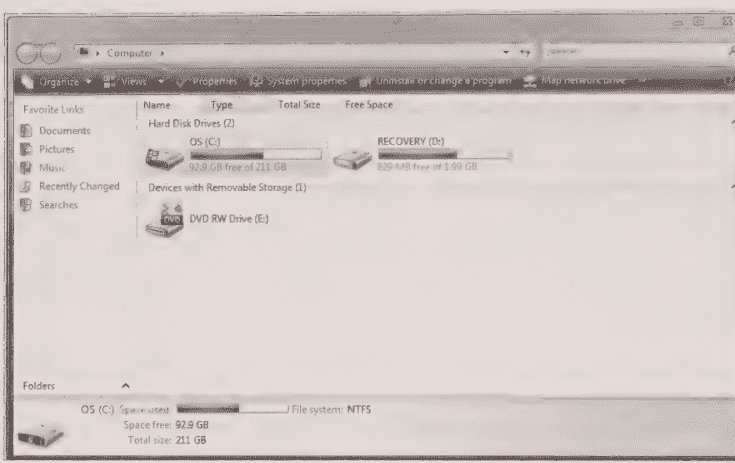 Computer
Organize Views Properties System properties Uninstall or change a program Map network drive
Favorite Links
Documents
Pictures
Music
Recently Changed
Searches
Name Type Total Size Free Space
Hard Disk Drives (2)
OS (C:)
92.9 GB free of 211 GB
RECOVERY (D:)
829 MB free of 1.99 GB
Devices with Removable Storage (1)
DVD
DVD RW Drive (E:)
Folders
OS (C:) Space used File system: NTFS
Space free: 92.9 GB
Total size: 211 GB